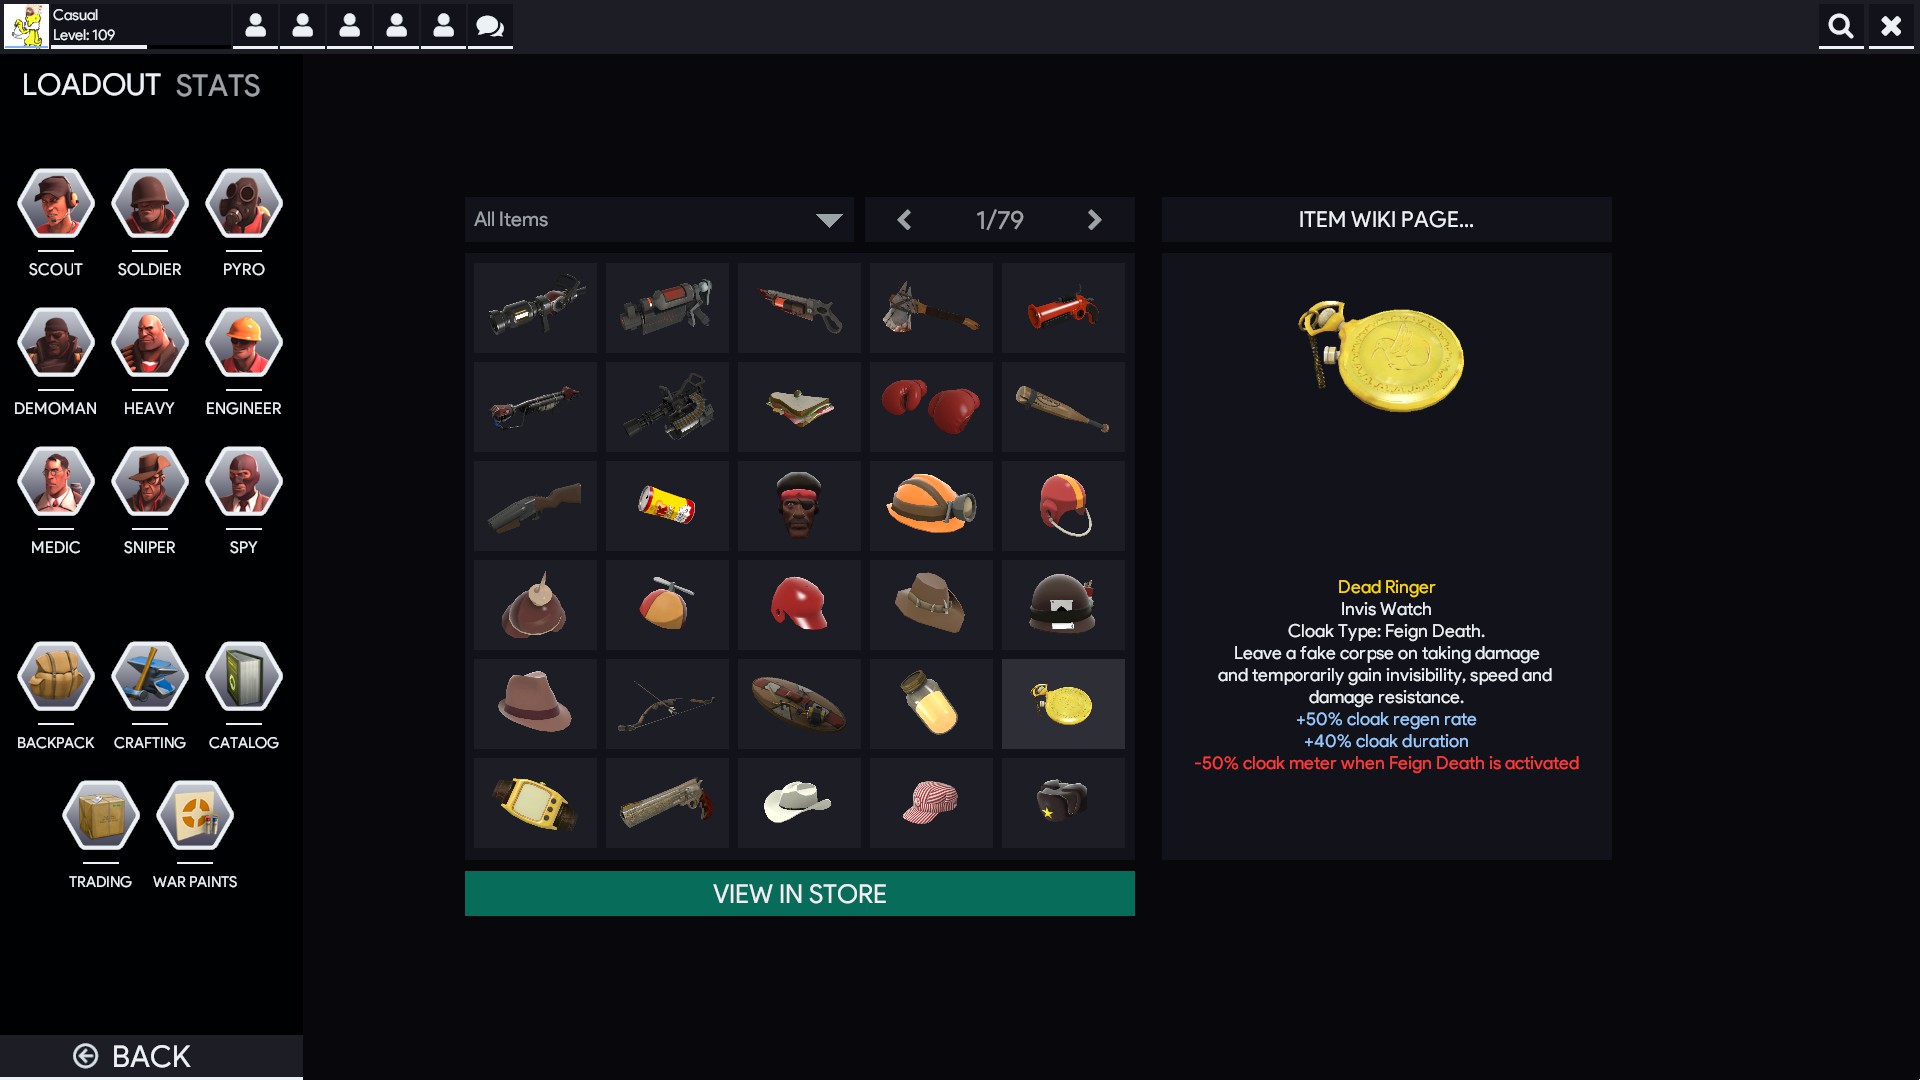 Casual
Level: 109
LOADOUT STATS
SCOUT SOLDIER PYRO
DEMOMAN HEAVY ENGINEER
MEDIC SNIPER SPY
BACKPACK CRAFTING CATALOG
TRADING WAR PAINTS
BACK
All Items
1/79
VIEW IN STORE
ITEM WIKI PAGE...
Dead Ringer
Invis Watch
Cloak Type: Feign Death.
Leave a fake corpse on taking damage
and temporarily gain invisibility, speed and
damage resistance.
+50% cloak regen rate
+40% cloak duration
-50% cloak meter when Feign Death is activated